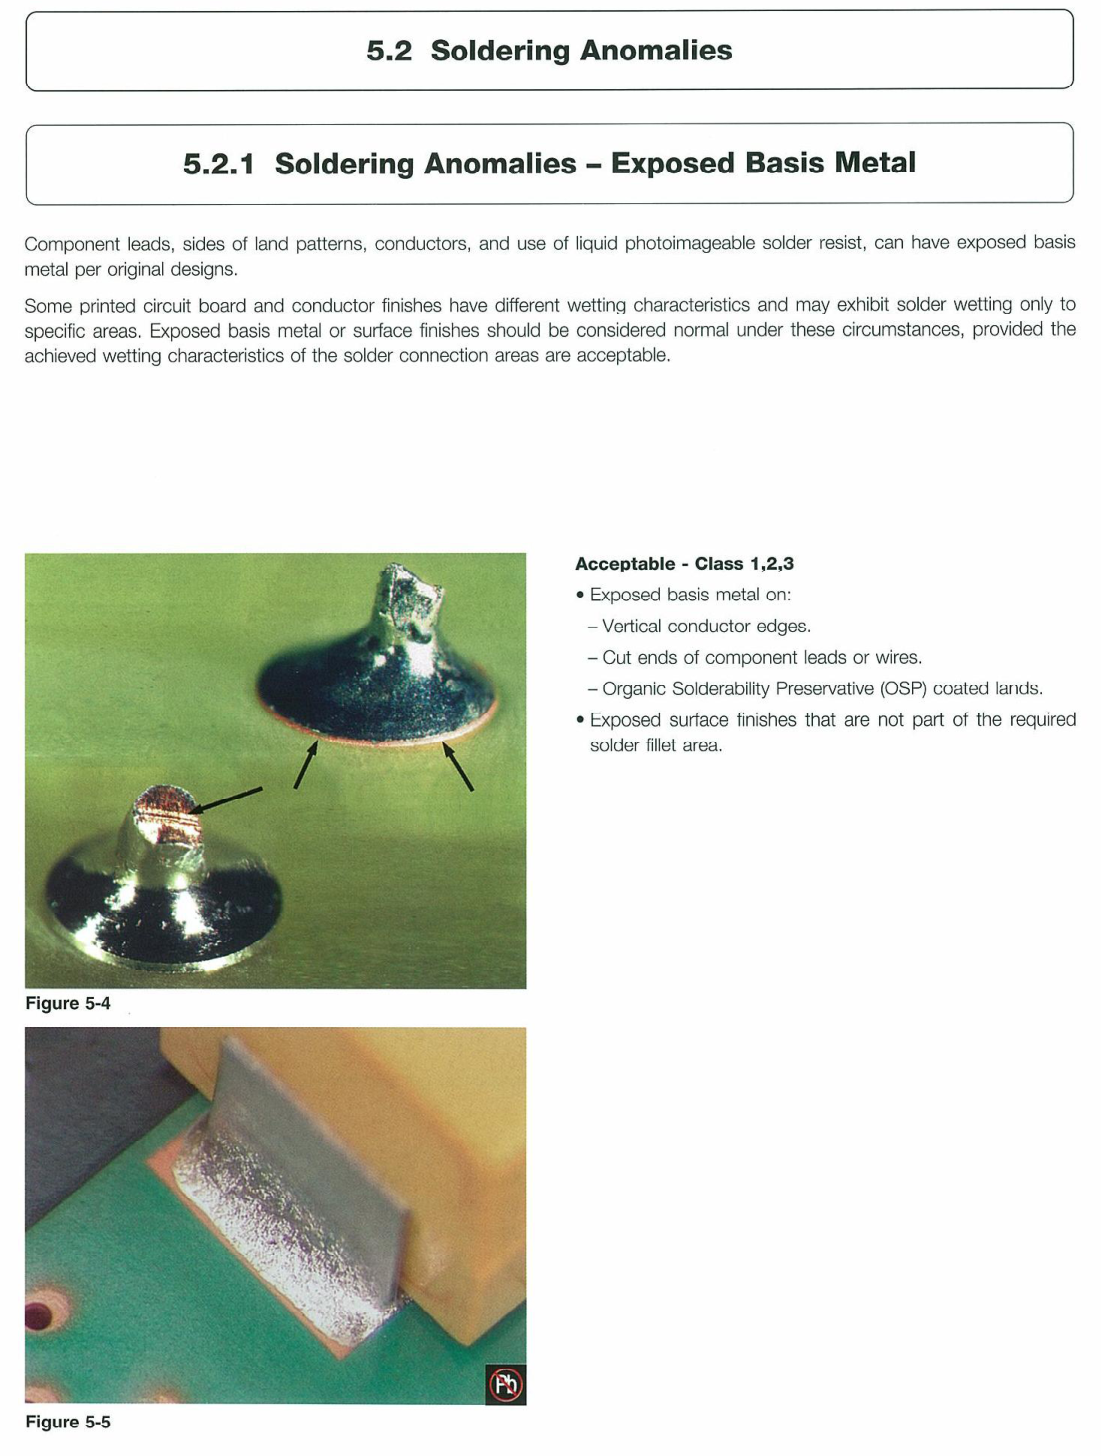 5.2 Soldering Anomalies
5.2.1 Soldering Anomalies – Exposed Basis Metal
Component leads, sides of land patterns, conductors, and use of liquid photoimageable solder resist, can have exposed basis
metal per original designs.
Some printed circuit board and conductor finishes have different wetting characteristics and may exhibit solder wetting only to
specific areas. Exposed basis metal or surface finishes should be considered normal under these circumstances, provided the
achieved wetting characteristics of the solder connection areas are acceptable.
Acceptable - Class 1,2,3
• Exposed basis metal on:
– Vertical conductor edges.
– Cut ends of component leads or wires.
– Organic Solderability Preservative (OSP) coated lands.
• Exposed surface finishes that are not part of the required
solder fillet area.
Figure 5-4
Pb
Figure 5-5